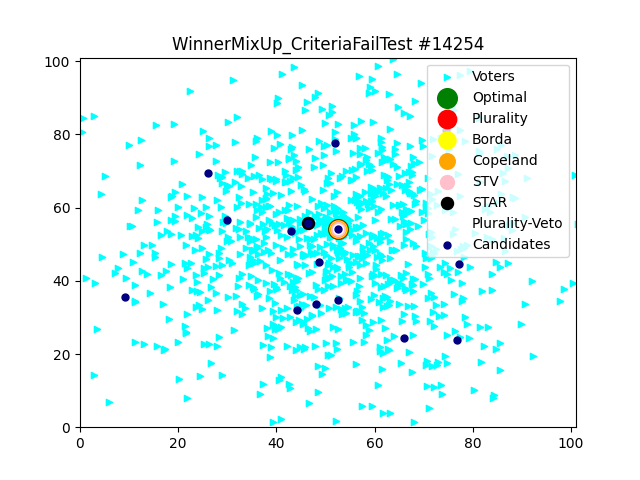 WinnerMixUp_CriteriaFailTest #14254
100
80
60
40
20
0
0
20
40
60
80
100
Voters
Optimal
Plurality
Borda
Copeland
STV
STAR
Plurality-Veto
Candidates